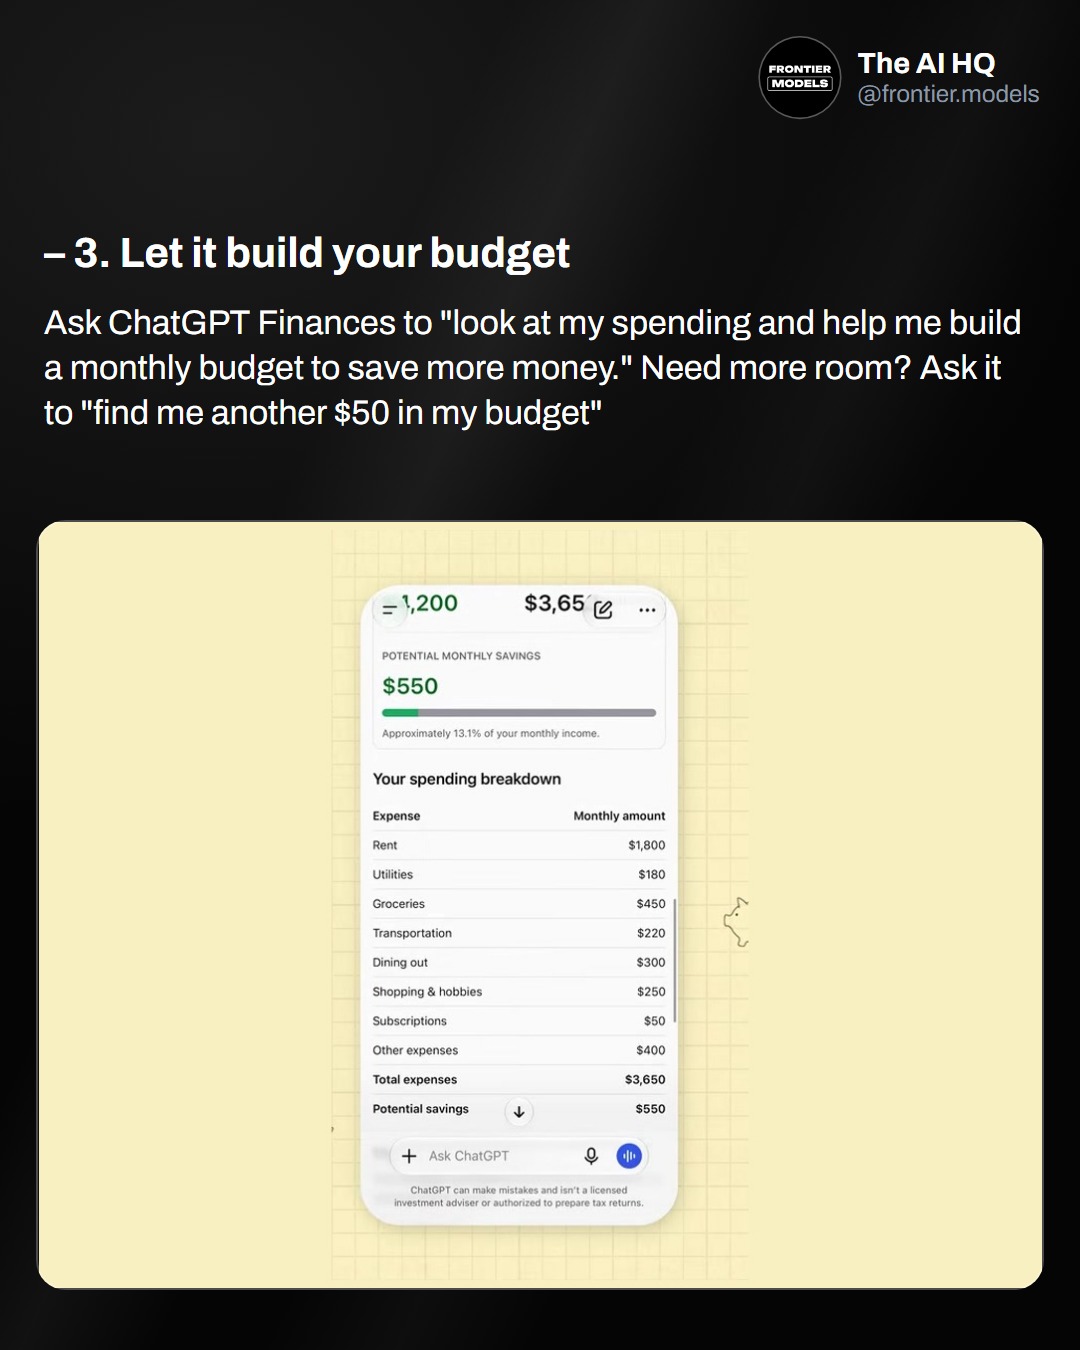 FRONTIER
MODELS
The AI HQ
@frontier.models
– 3. Let it build your budget
Ask ChatGPT Finances to "look at my spending and help me build
a monthly budget to save more money." Need more room? Ask it
to "find me another $50 in my budget"
,200 $3,65
POTENTIAL MONTHLY SAVINGS
$550
Approximately 13.1% of your monthly income.
Your spending breakdown
Expense Monthly amount
Rent $1,800
Utilities $180
Groceries $450
Transportation $220
Dining out $300
Shopping & hobbies $250
Subscriptions $50
Other expenses $400
Total expenses $3,650
Potential savings $550
Ask ChatGPT
ChatGPT can make mistakes and isn't a licensed
investment adviser or authorized to prepare tax returns.